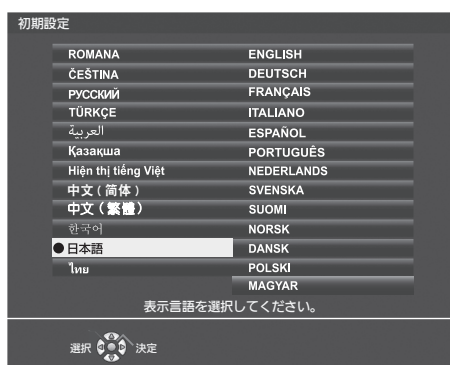 初期設定
ROMANA
ČEŠTINA
РУССКИЙ
TÜRKÇE
العربية
Қазақша
Hiện thị tiếng Việt
中文 ( 简体 )
中文 ( 繁體 )
한국어
日本語
ไทย
ENGLISH
DEUTSCH
FRANÇAIS
ITALIANO
ESPAÑOL
PORTUGUÊS
NEDERLANDS
SVENSKA
SUOMI
NORSK
DANSK
POLSKI
MAGYAR
表示言語を選択してください。
選択 決定